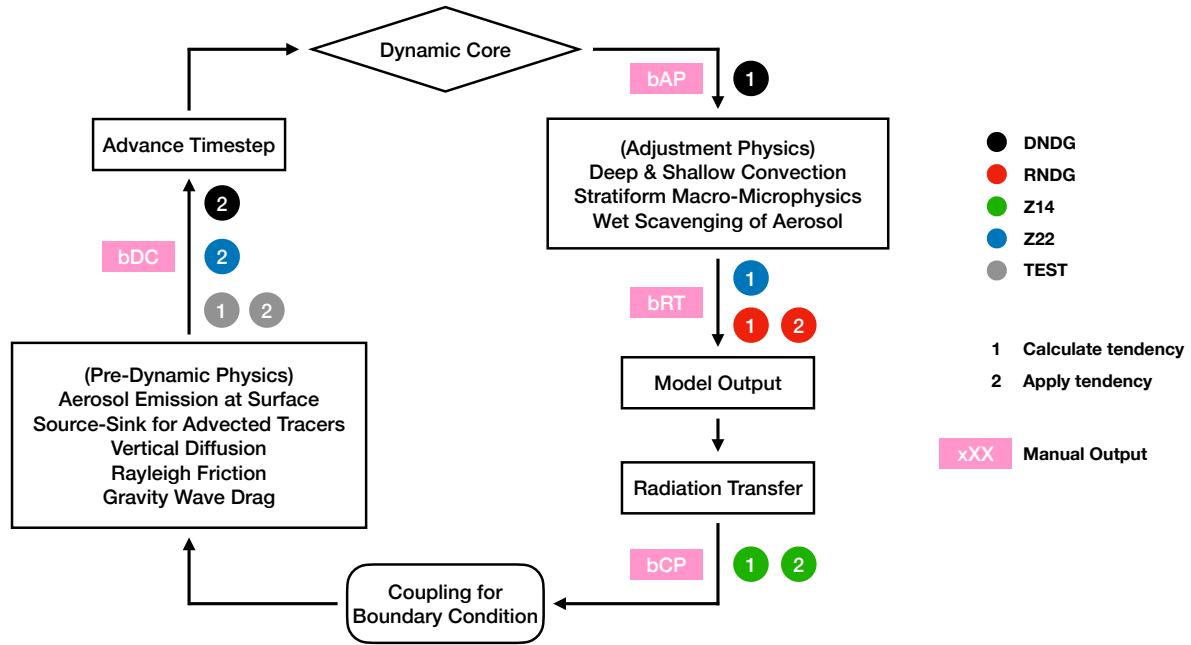 Dynamic Core
bAP
1
Advance Timestep
(Adjustment Physics)
Deep & Shallow Convection
Stratiform Macro-Microphysics
Wet Scavenging of Aerosol
DNDG
RNDG
Z14
Z22
TEST
2
bDC
2
1 2
1
bRT
1 2
(Pre-Dynamic Physics)
Aerosol Emission at Surface
Source-Sink for Advected Tracers
Vertical Diffusion
Rayleigh Friction
Gravity Wave Drag
Model Output
1 Calculate tendency
2 Apply tendency
xXX Manual Output
Radiation Transfer
bCP
1 2
Coupling for
Boundary Condition